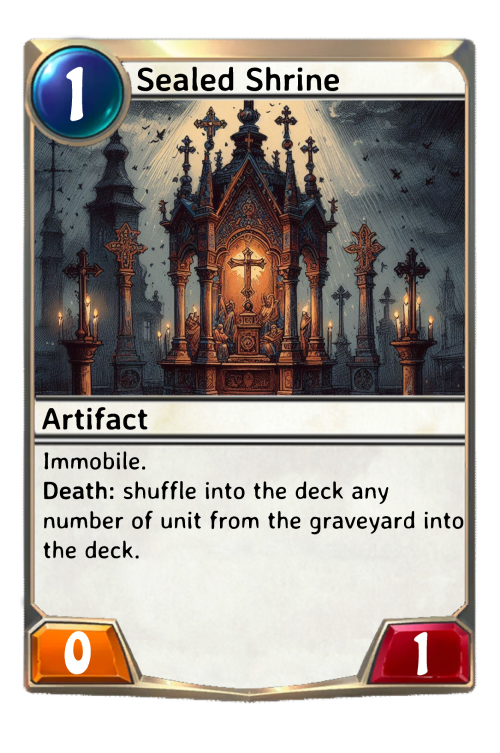 1
Sealed Shrine
Artifact
Immobile.
Death: shuffle into the deck any
number of unit from the graveyard into
the deck.
0
1